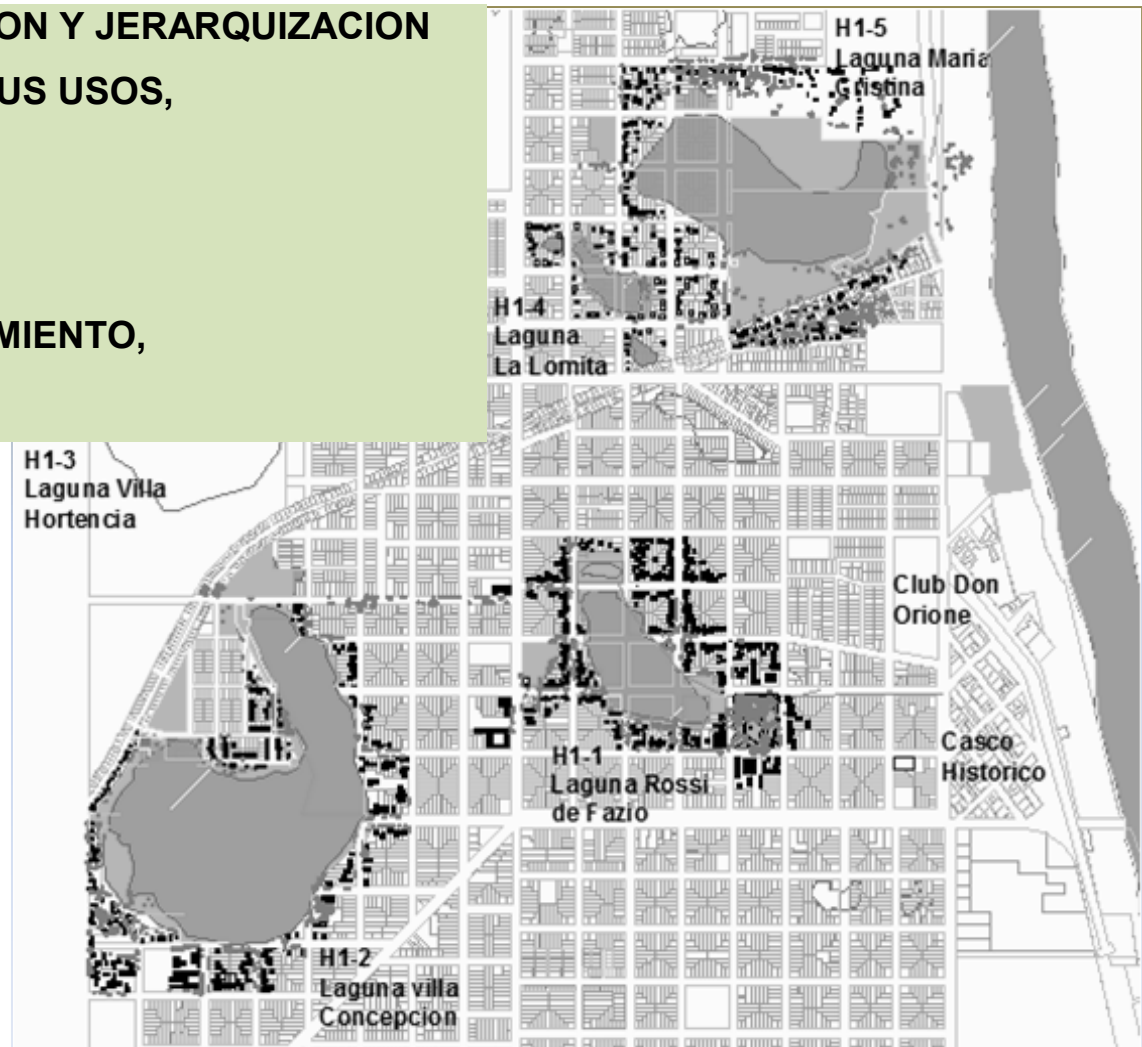 ON Y JERARQUIZACION
US USOS,
MIENTO,
H1-5
Laguna Maria
Cristina
H1-4
Laguna
La Lomita
H1-3
Laguna Villa
Hortencia
Club Don
Orione
Casco
Historico
H1-1
Laguna Rossi
de Fazio
H1-2
Laguna villa
Concepcion